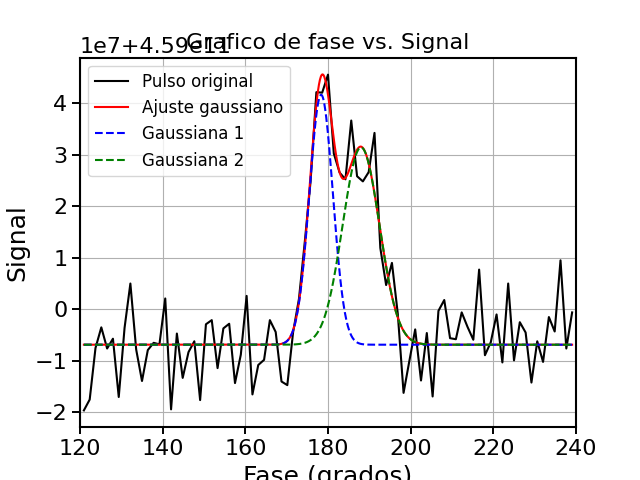 1e7+4.59e11
Grafico de fase vs. Signal
Pulso original
Ajuste gaussiano
Gaussiana 1
Gaussiana 2
Signal
4
3
2
1
0
−1
−2
120 140 160 180 200 220 240
Fase (grados)